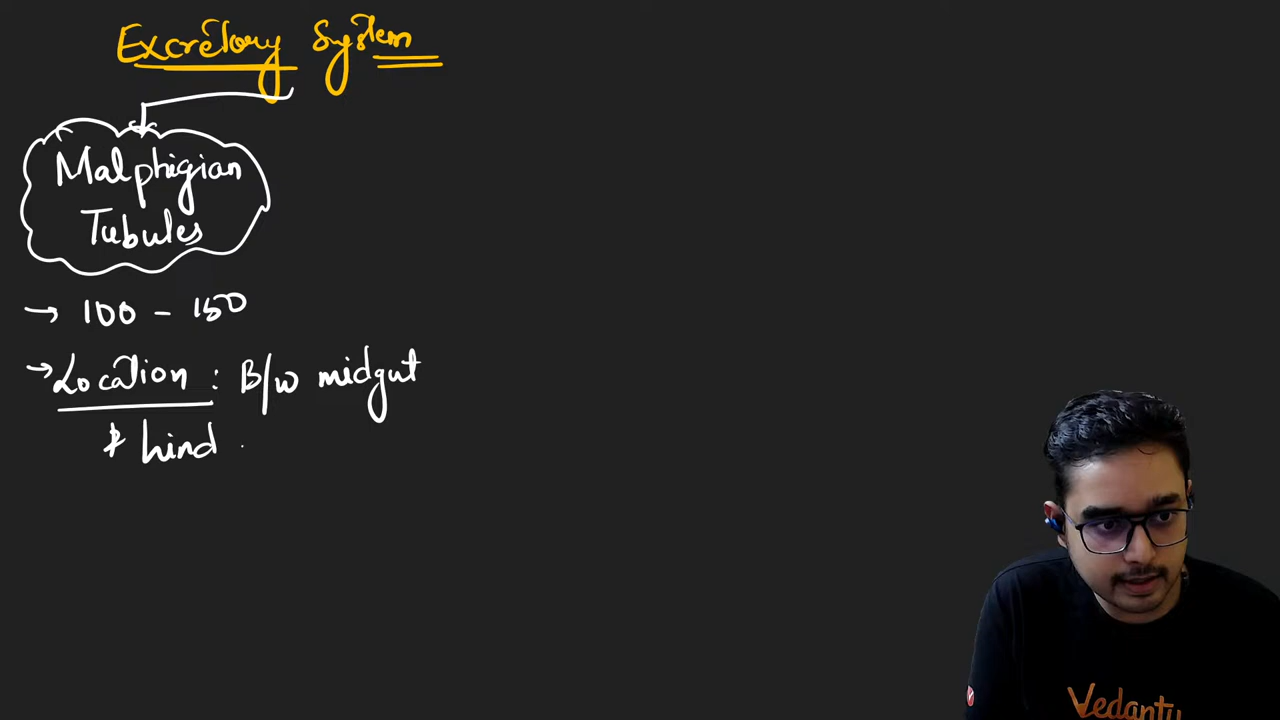 Excretory System
Malphigian
Tubules
→ 100 - 150
→ Location : B/w midgut
& hind
Vedantu